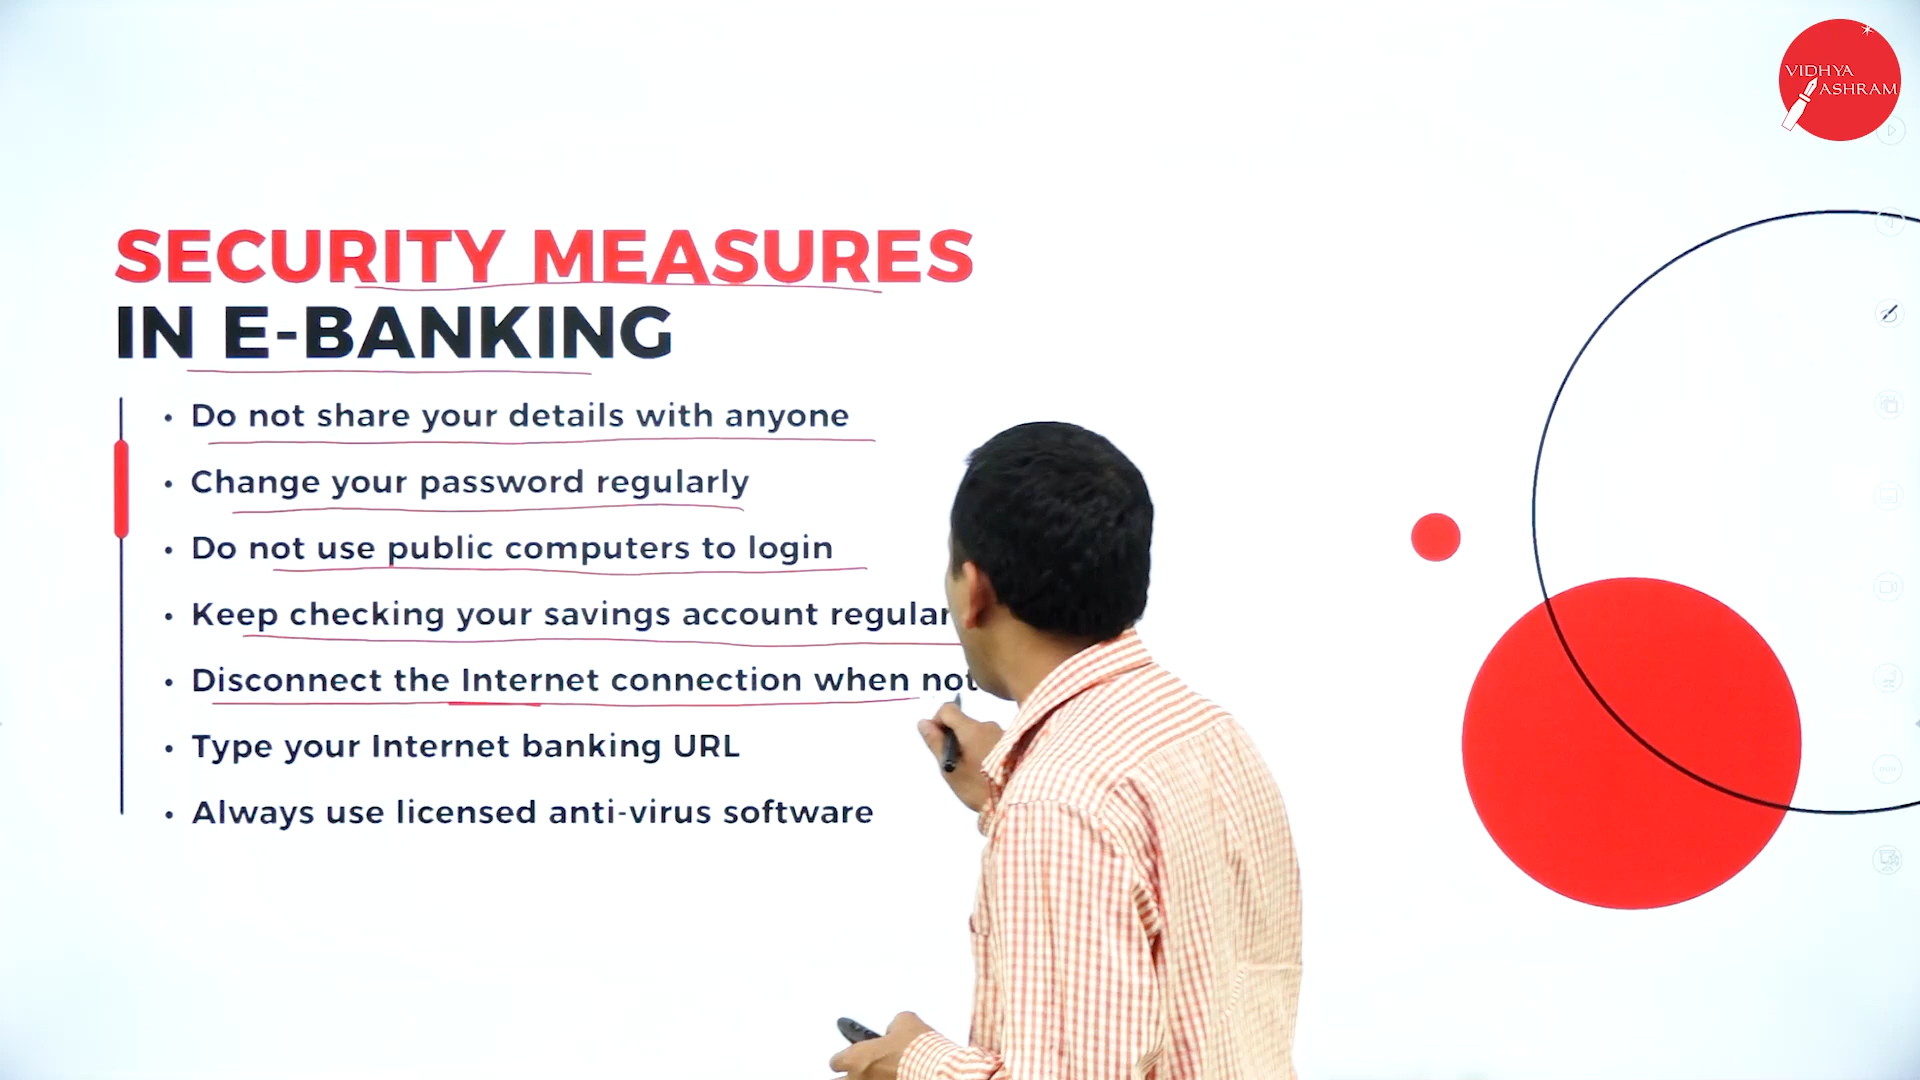 VIDHYA
ASHRAM
SECURITY MEASURES
IN E-BANKING
• Do not share your details with anyone
• Change your password regularly
• Do not use public computers to login
• Keep checking your savings account regular
• Disconnect the Internet connection when not
• Type your Internet banking URL
• Always use licensed anti-virus software